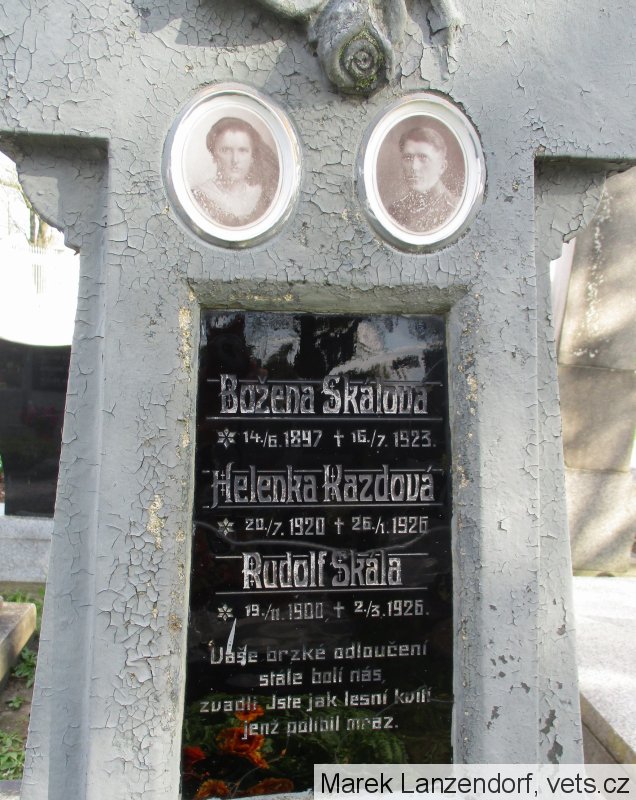 Božena Skálová
* 14./6. 1897 + 16./7. 1923.
Helenka Kazdová
* 20./7. 1920 + 26./1. 1926
Rudolf Skála
* 19./11. 1900 + 2./3. 1926.
Vaše brzké odloučení
stále bolí nás,
zvadli Jste jak lesní kvítí
jenž políbil mráz.
Marek Lanzendorf, vets.cz